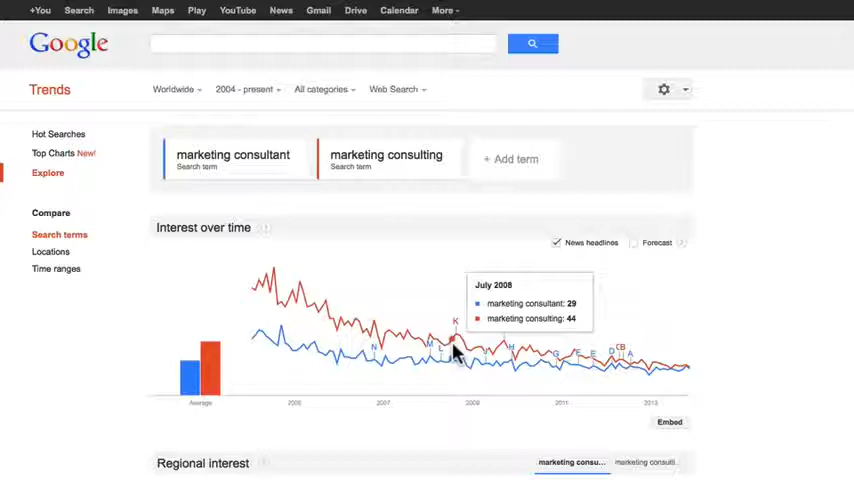 +You Search Images Maps Play YouTube News Gmail Drive Calendar More
Google
Trends
Worldwide 2004 - present All categories Web Search
Hot Searches
Top Charts New!
Explore
Compare
Search terms
Locations
Time ranges
marketing consultant
Search term
marketing consulting
Search term
+ Add term
Interest over time
News headlines Forecast
July 2008
marketing consultant: 29
marketing consulting: 44
K
N M L J H G F E D C B A
Average 2005 2007 2009 2011 2013
Embed
Regional interest
marketing consu... marketing consulti...